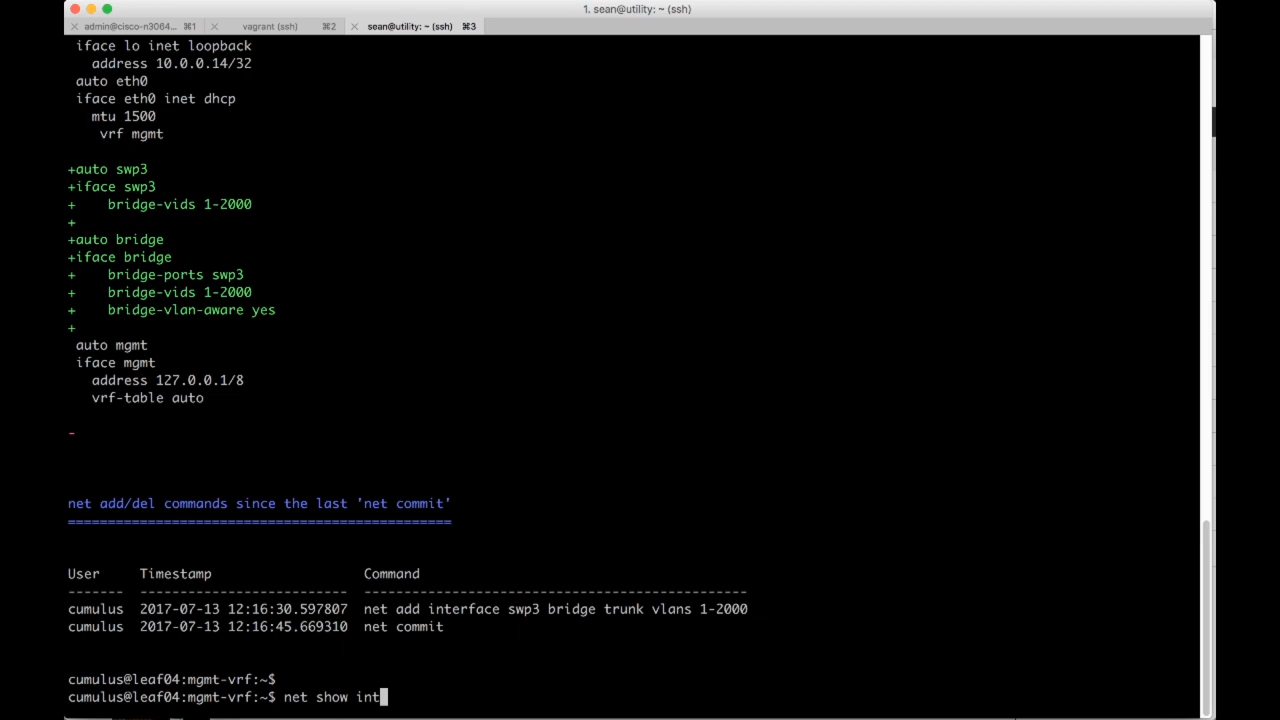 1. sean@utility: ~ (ssh)
admin@cisco-n3064... ⌘1 vagrant (ssh) ⌘2 sean@utility: ~ (ssh) ⌘3
iface lo inet loopback
address 10.0.0.14/32
auto eth0
iface eth0 inet dhcp
mtu 1500
vrf mgmt
+auto swp3
+iface swp3
+    bridge-vids 1-2000
+
+auto bridge
+iface bridge
+    bridge-ports swp3
+    bridge-vids 1-2000
+    bridge-vlan-aware yes
+
auto mgmt
iface mgmt
address 127.0.0.1/8
vrf-table auto
-
net add/del commands since the last 'net commit'
================================================
User     Timestamp                   Command
-------  --------------------------  ------------------------------------------------
cumulus  2017-07-13 12:16:30.597807  net add interface swp3 bridge trunk vlans 1-2000
cumulus  2017-07-13 12:16:45.669310  net commit
cumulus@leaf04:mgmt-vrf:~$
cumulus@leaf04:mgmt-vrf:~$ net show int